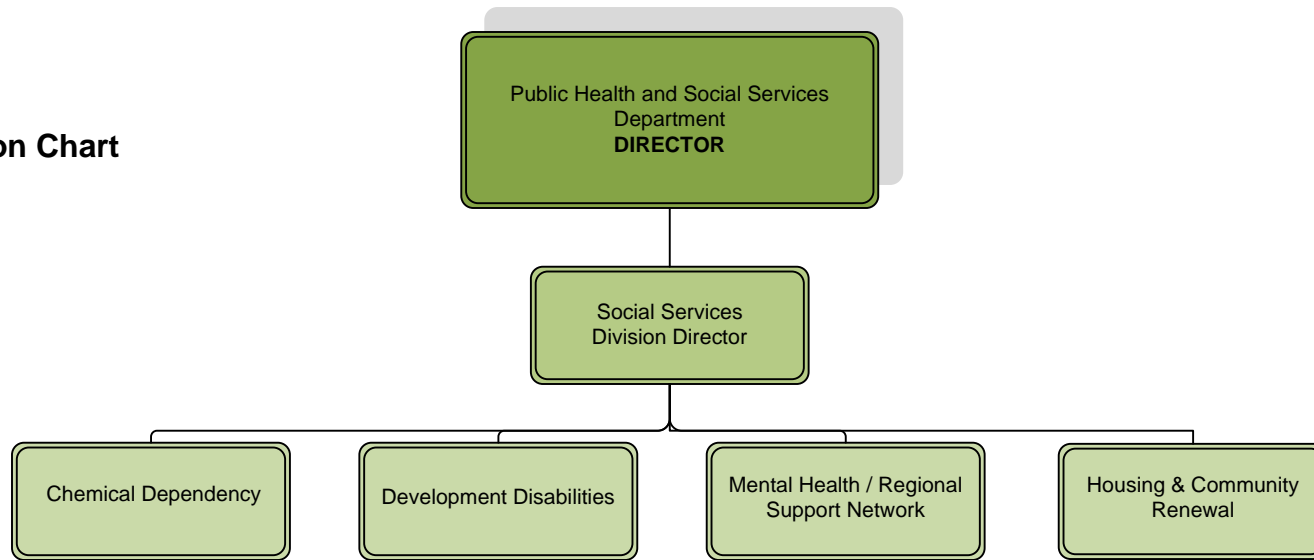 on Chart
Public Health and Social Services
Department
DIRECTOR
Social Services
Division Director
Chemical Dependency
Development Disabilities
Mental Health / Regional
Support Network
Housing & Community
Renewal